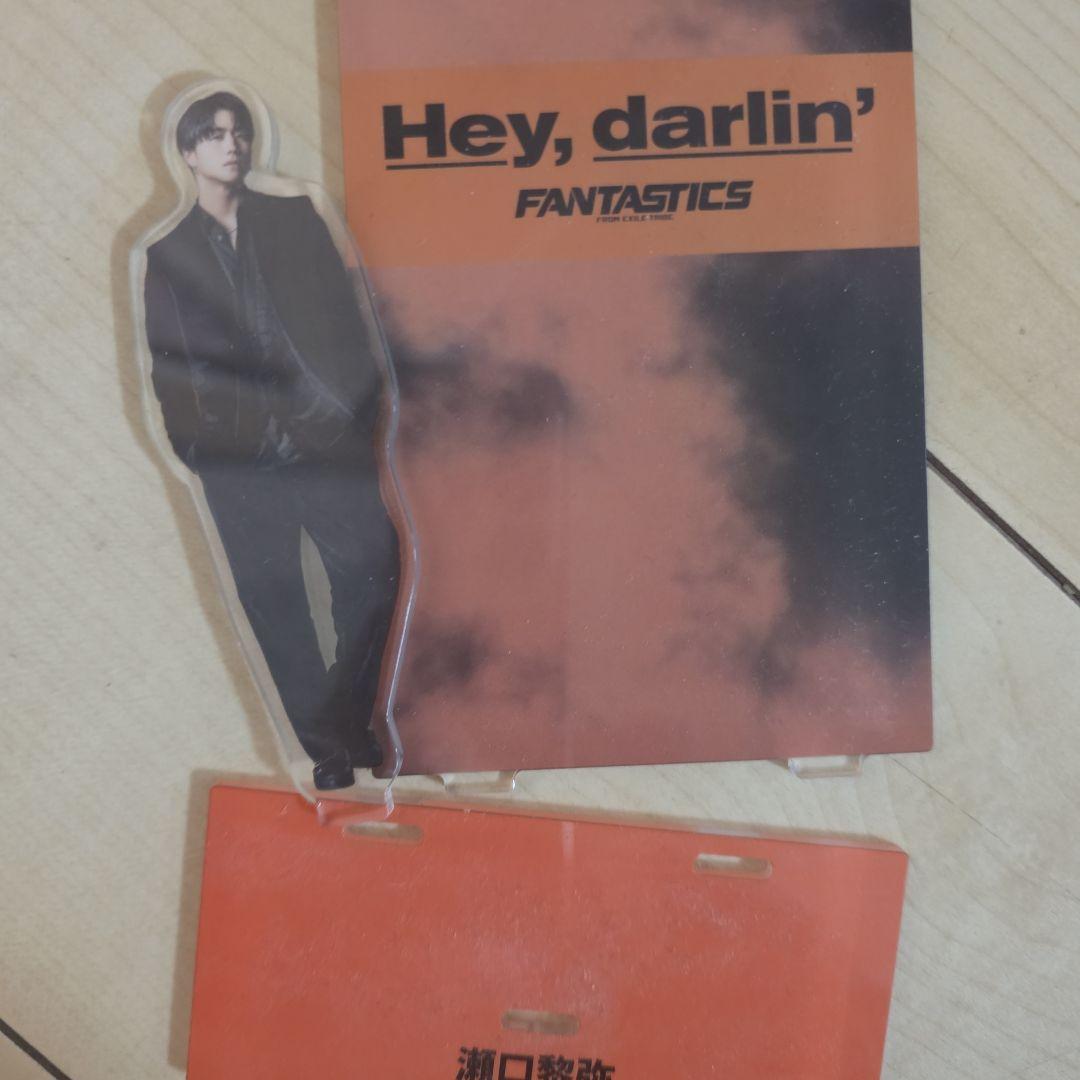 Hey, darlin’
FANTASTICS
FROM EXILE TRIBE
瀬口黎弥